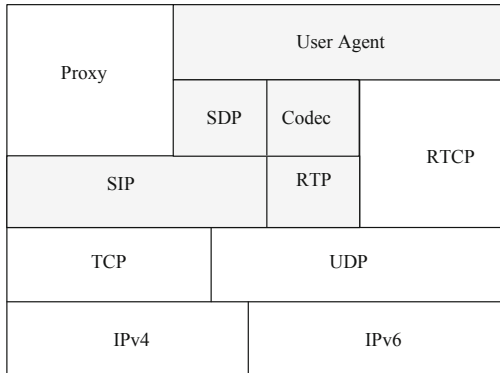 User Agent
Proxy
SDP
Codec
RTCP
SIP
RTP
TCP
UDP
IPv4
IPv6